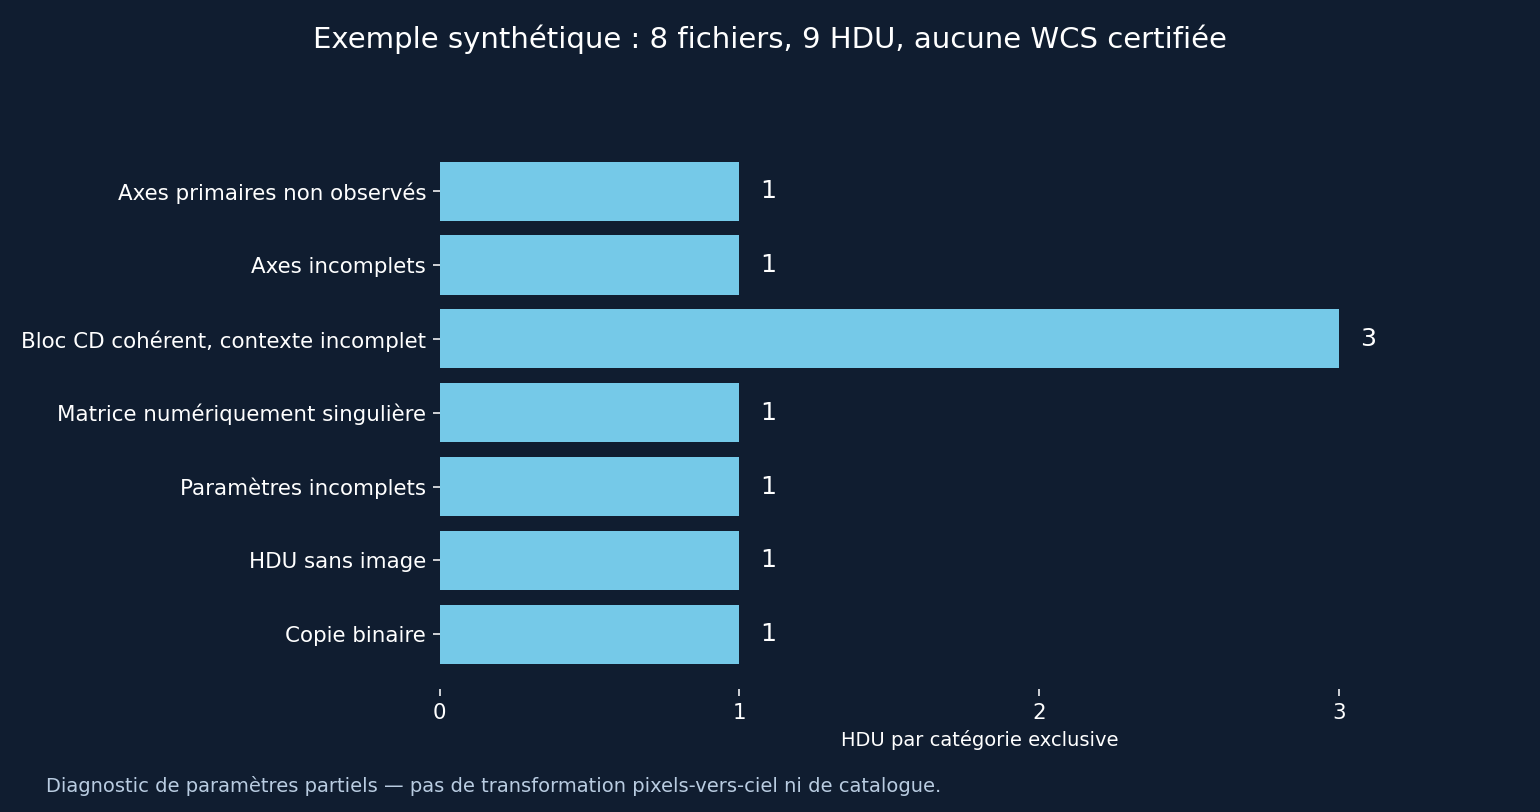 Exemple synthétique : 8 fichiers, 9 HDU, aucune WCS certifiée
Axes primaires non observés 1
Axes incomplets 1
Bloc CD cohérent, contexte incomplet 3
Matrice numériquement singulière 1
Paramètres incomplets 1
HDU sans image 1
Copie binaire 1
0 1 2 3
HDU par catégorie exclusive
Diagnostic de paramètres partiels — pas de transformation pixels-vers-ciel ni de catalogue.